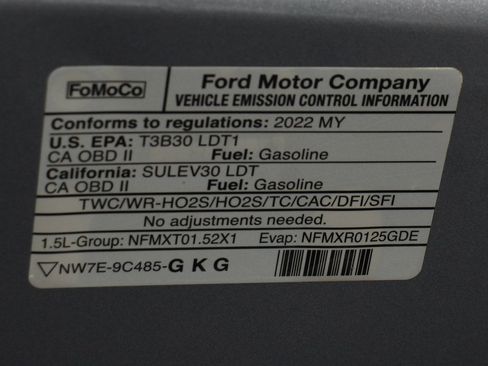 FoMoCo
Ford Motor Company
VEHICLE EMISSION CONTROL INFORMATION
Conforms to regulations: 2022 MY
U.S. EPA: T3B30 LDT1
CA OBD II Fuel: Gasoline
California: SULEV30 LDT
CA OBD II Fuel: Gasoline
TWC/WR-HO2S/HO2S/TC/CAC/DFI/SFI
No adjustments needed.
1.5L-Group: NFMXT01.52X1 Evap: NFMXR0125GDE
NW7E-9C485-GKG